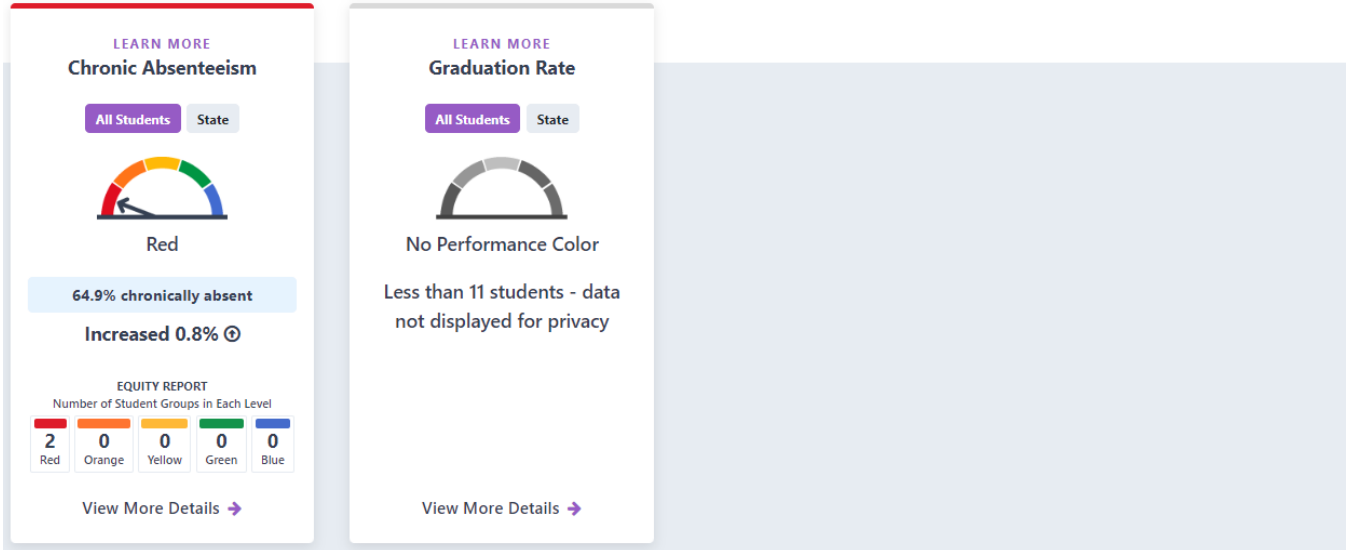 LEARN MORE
Chronic Absenteeism
All Students State
Red
64.9% chronically absent
Increased 0.8%
EQUITY REPORT
Number of Student Groups in Each Level
2 0 0 0 0
Red Orange Yellow Green Blue
View More Details
LEARN MORE
Graduation Rate
All Students State
No Performance Color
Less than 11 students - data
not displayed for privacy
View More Details